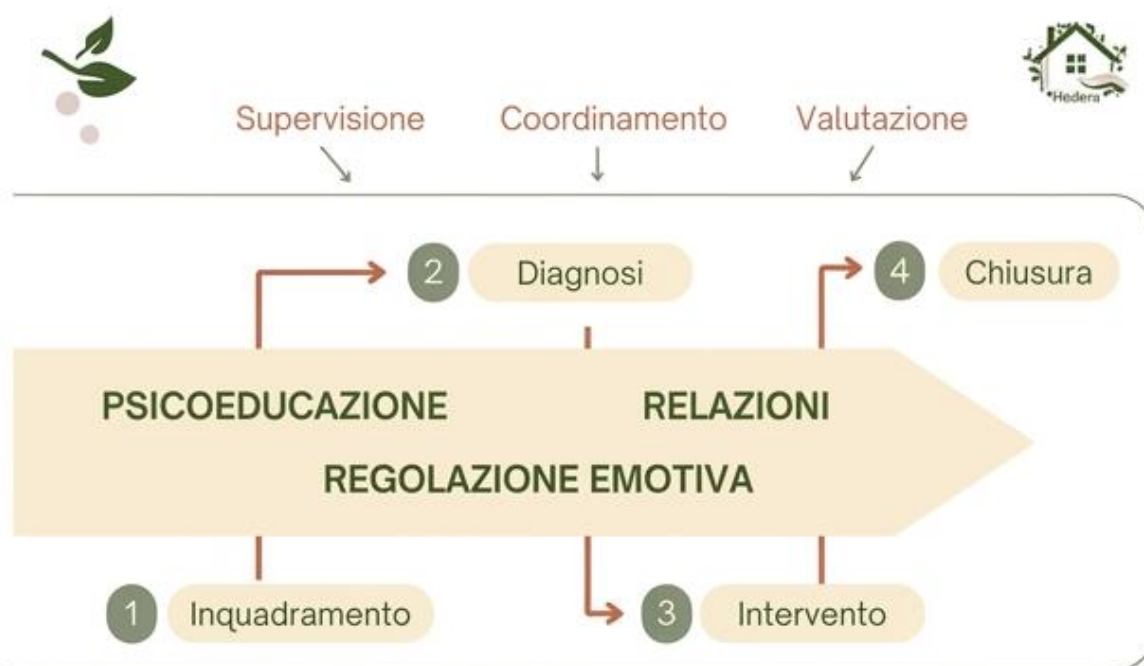 Hedera
Supervisione Coordinamento Valutazione
2 Diagnosi 4 Chiusura
PSICOEDUCAZIONE RELAZIONI
REGOLAZIONE EMOTIVA
1 Inquadramento 3 Intervento